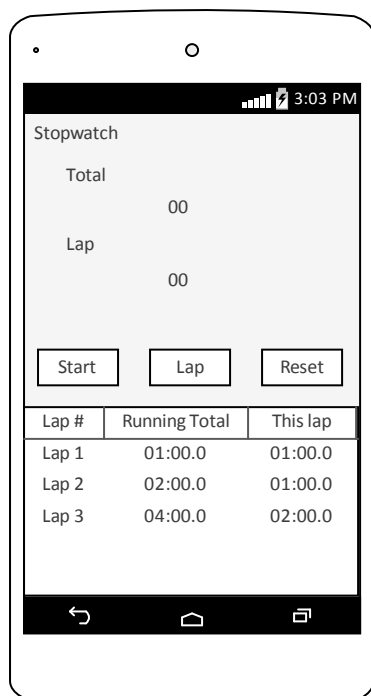 3:03 PM
Stopwatch
Total
00
Lap
00
Start Lap Reset
Lap # Running Total This lap
Lap 1 01:00.0 01:00.0
Lap 2 02:00.0 01:00.0
Lap 3 04:00.0 02:00.0